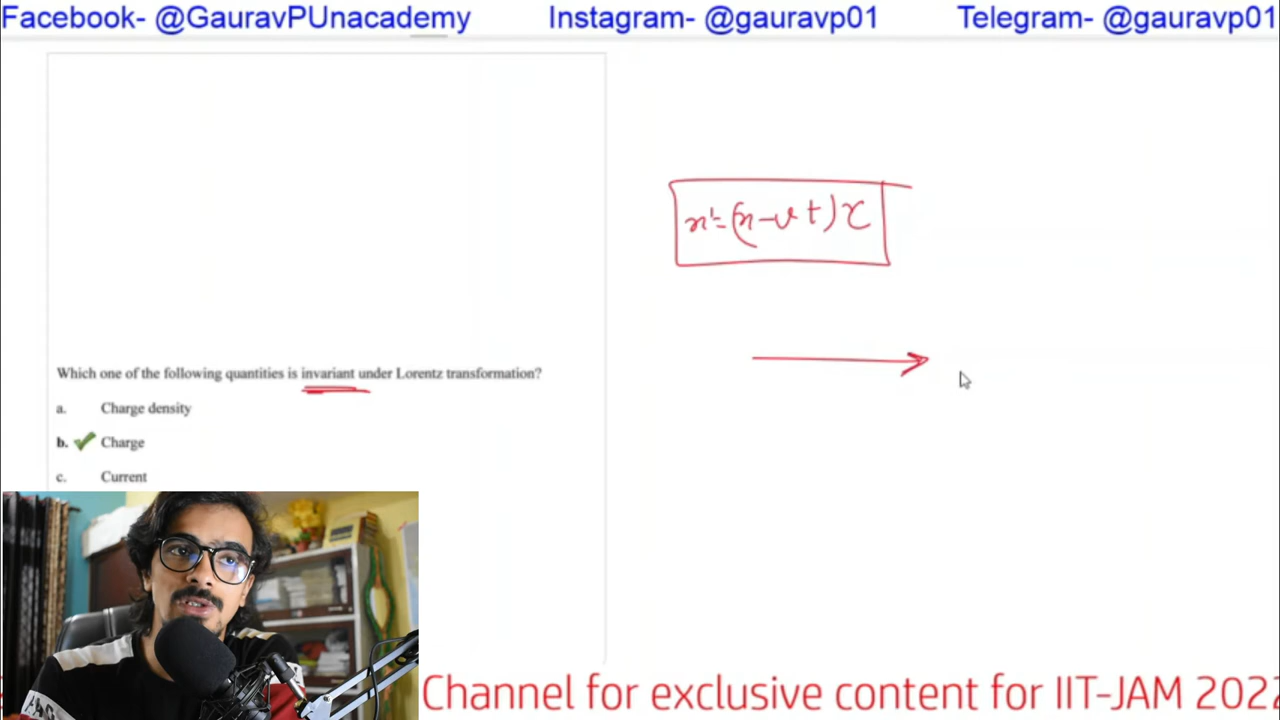 Facebook- @GauravPUnacademy Instagram- @gauravp01 Telegram- @gauravp01
x'=(x-vt)γ
Which one of the following quantities is invariant under Lorentz transformation?
a. Charge density
b. Charge
c. Current
Channel for exclusive content for IIT-JAM 2022